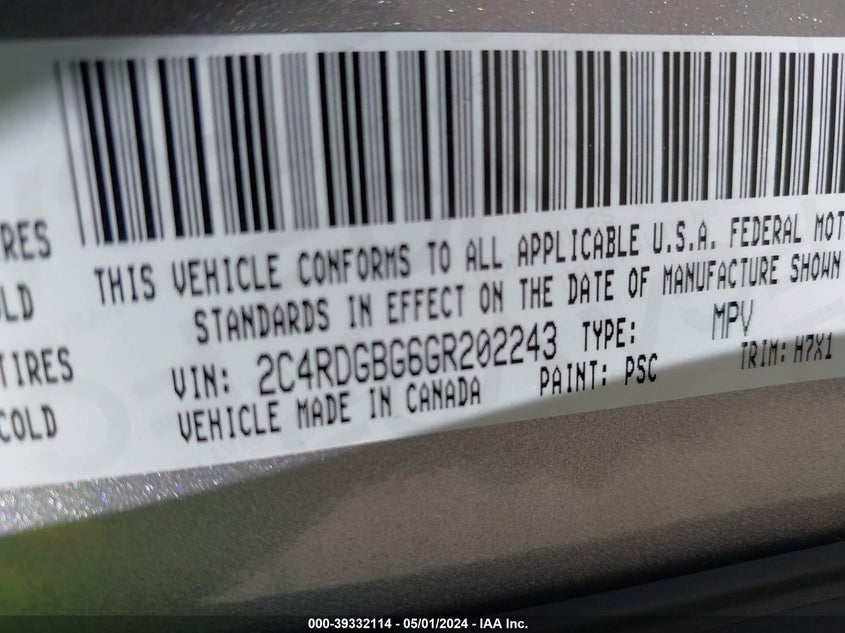 THIS VEHICLE CONFORMS TO ALL APPLICABLE U.S.A. FEDERAL MOT
STANDARDS IN EFFECT ON THE DATE OF MANUFACTURE SHOWN
VIN: 2C4RDGBG6GR202243 TYPE: MPV
VEHICLE MADE IN CANADA PAINT: PSC TRIM: H7X1
RES
LD
TIRES
COLD
000-39332114 - 05/01/2024 - IAA Inc.